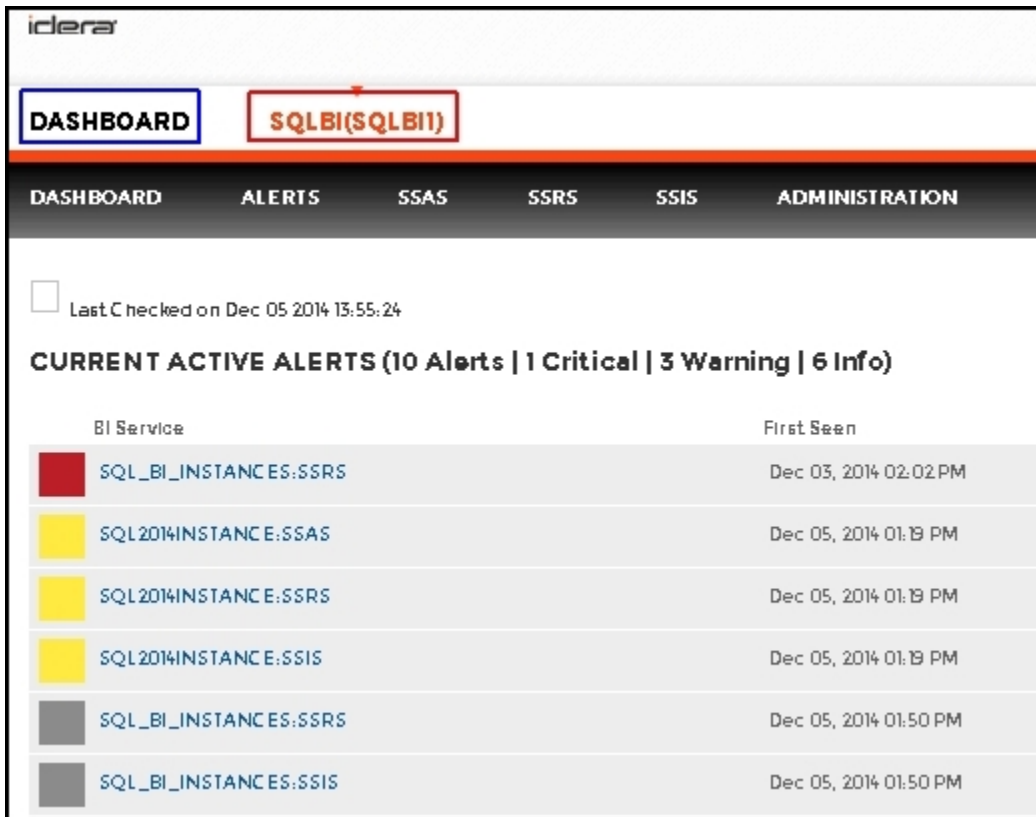 idera
DASHBOARD SQLBI(SQLBI1)
DASHBOARD ALERTS SSAS SSRS SSIS ADMINISTRATION
Last Checked on Dec 05 2014 13:55:24
CURRENT ACTIVE ALERTS (10 Alerts | 1 Critical | 3 Warning | 6 Info)
BI Service First Seen
SQL_BI_INSTANCES:SSRS Dec 03, 2014 02:02 PM
SQL2014INSTANCE:SSAS Dec 05, 2014 01:19 PM
SQL2014INSTANCE:SSRS Dec 05, 2014 01:19 PM
SQL2014INSTANCE:SSIS Dec 05, 2014 01:19 PM
SQL_BI_INSTANCES:SSRS Dec 05, 2014 01:50 PM
SQL_BI_INSTANCES:SSIS Dec 05, 2014 01:50 PM